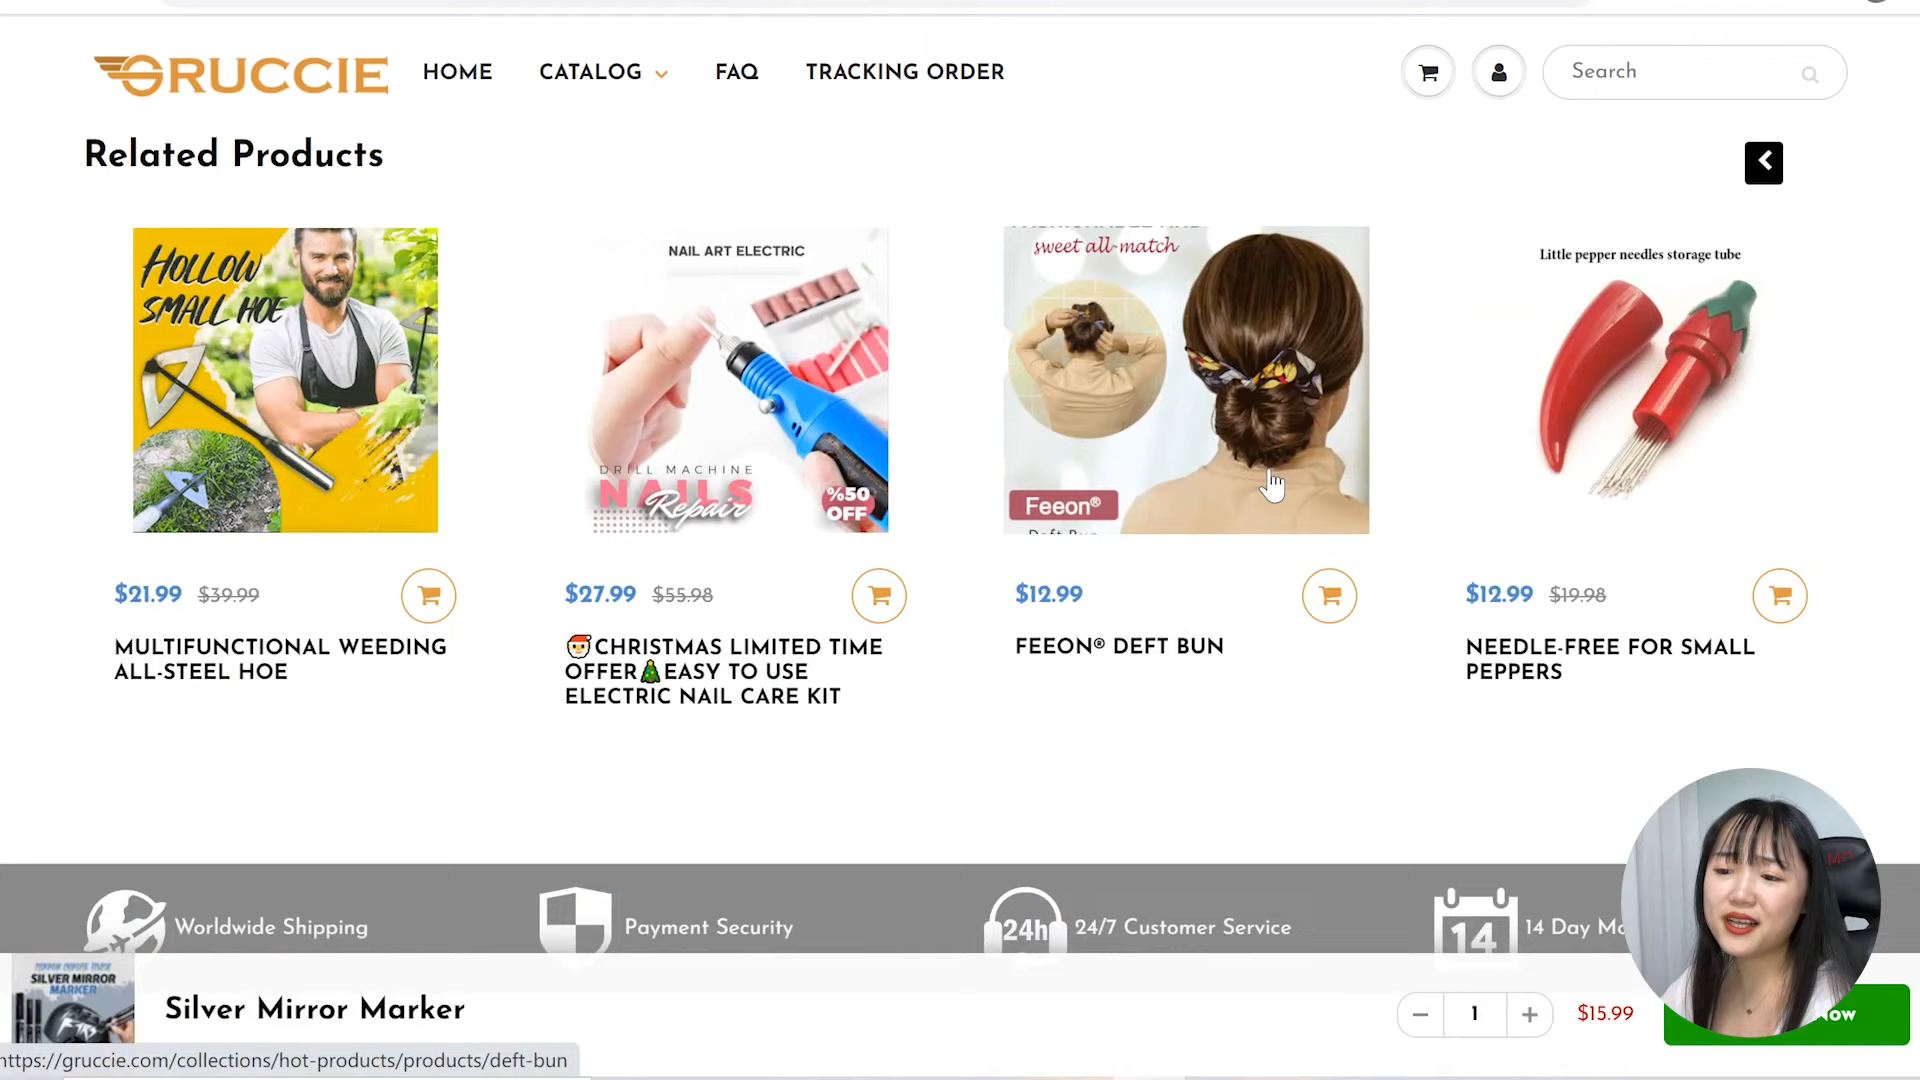 GRUCCIE
HOME
CATALOG
FAQ
TRACKING ORDER
Search
Related Products
HOLLOW
SMALL HOE
NAIL ART ELECTRIC
DRILL MACHINE
NAILS
Repair
%50
OFF
sweet all-match
Feeon®
Deft Bun
Little pepper needles storage tube
$21.99 $39.99
$27.99 $55.98
$12.99
$12.99 $19.98
MULTIFUNCTIONAL WEEDING
ALL-STEEL HOE
🎅CHRISTMAS LIMITED TIME
OFFER🎄EASY TO USE
ELECTRIC NAIL CARE KIT
FEEON® DEFT BUN
NEEDLE-FREE FOR SMALL
PEPPERS
Worldwide Shipping
Payment Security
24h
24/7 Customer Service
14
14 Day
SILVER MIRROR
MARKER
Silver Mirror Marker
1
$15.99
Now
https://gruccie.com/collections/hot-products/products/deft-bun